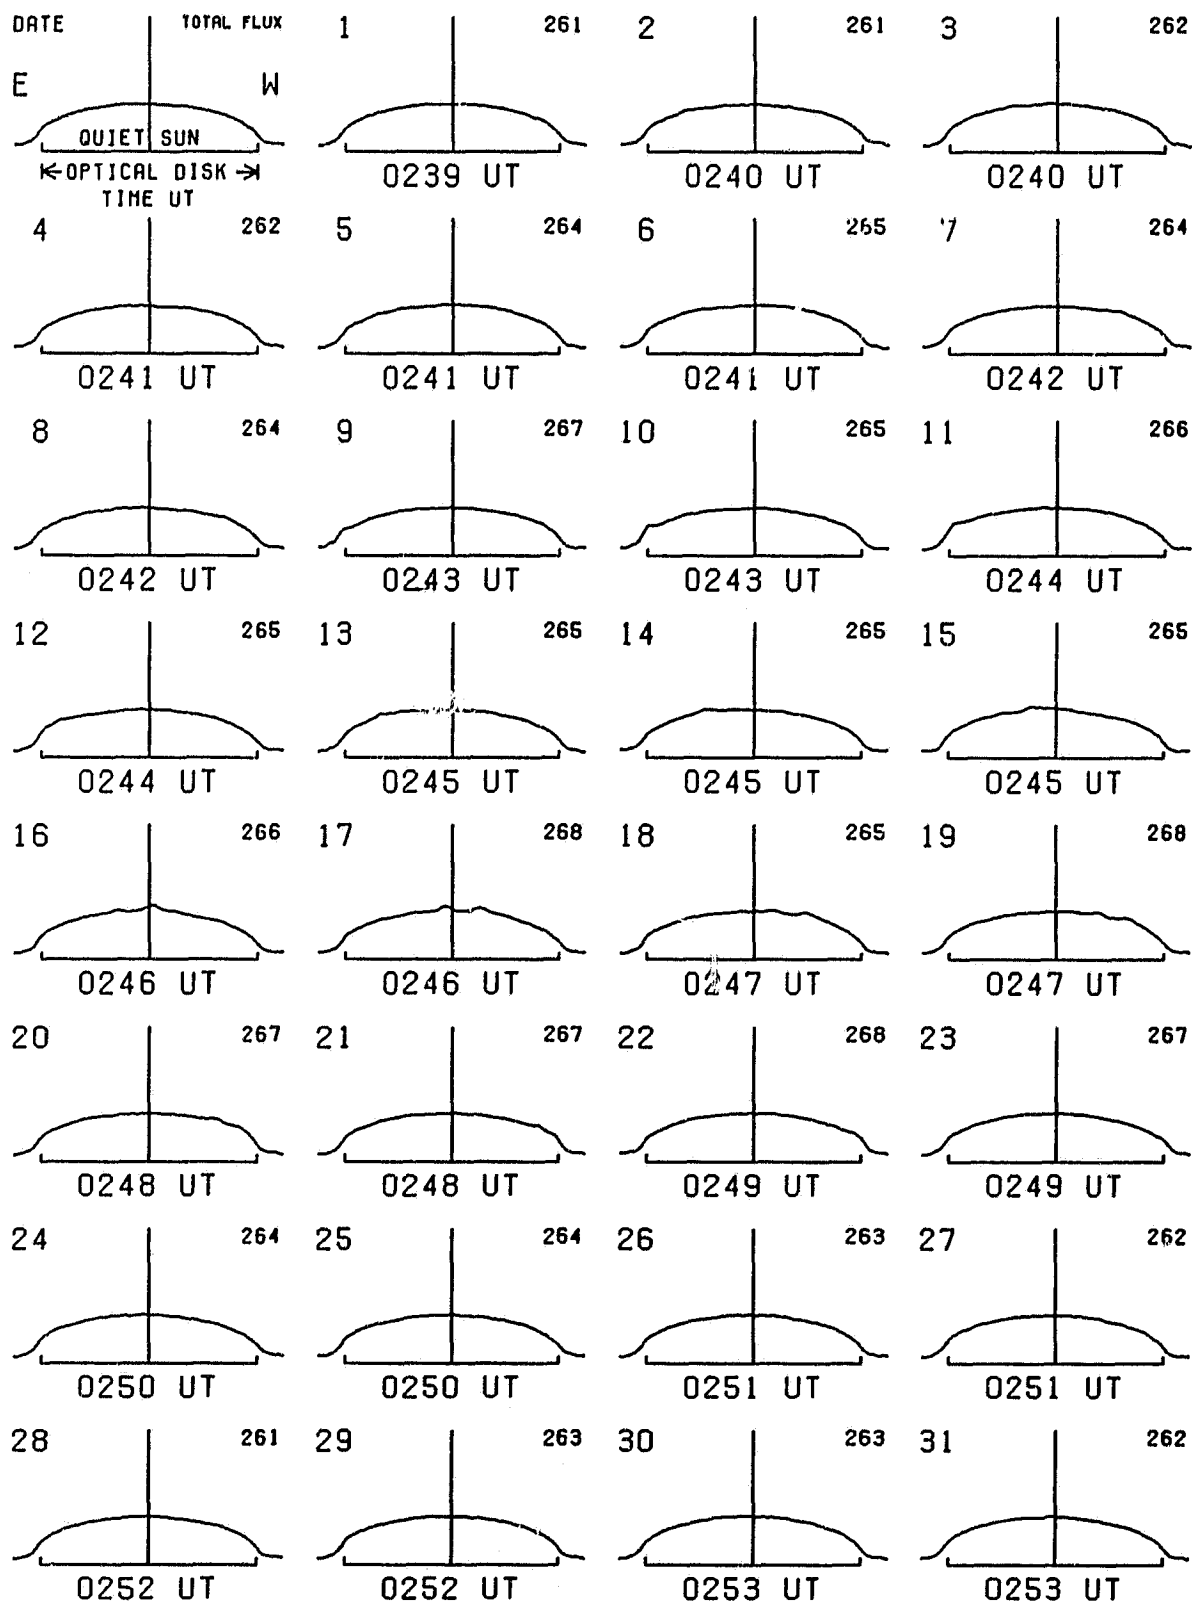 DATE TOTAL FLUX 1 261 2 261 3 262
E W
QUIET SUN
OPTICAL DISK 0239 UT 0240 UT 0240 UT
TIME UT
4 262 5 264 6 265 7 264
0241 UT 0241 UT 0241 UT 0242 UT
8 264 9 267 10 265 11 266
0242 UT 0243 UT 0243 UT 0244 UT
12 265 13 265 14 265 15 265
0244 UT 0245 UT 0245 UT 0245 UT
16 266 17 268 18 265 19 268
0246 UT 0246 UT 0247 UT 0247 UT
20 267 21 267 22 268 23 267
0248 UT 0248 UT 0249 UT 0249 UT
24 264 25 264 26 263 27 262
0250 UT 0250 UT 0251 UT 0251 UT
28 261 29 263 30 263 31 262
0252 UT 0252 UT 0253 UT 0253 UT